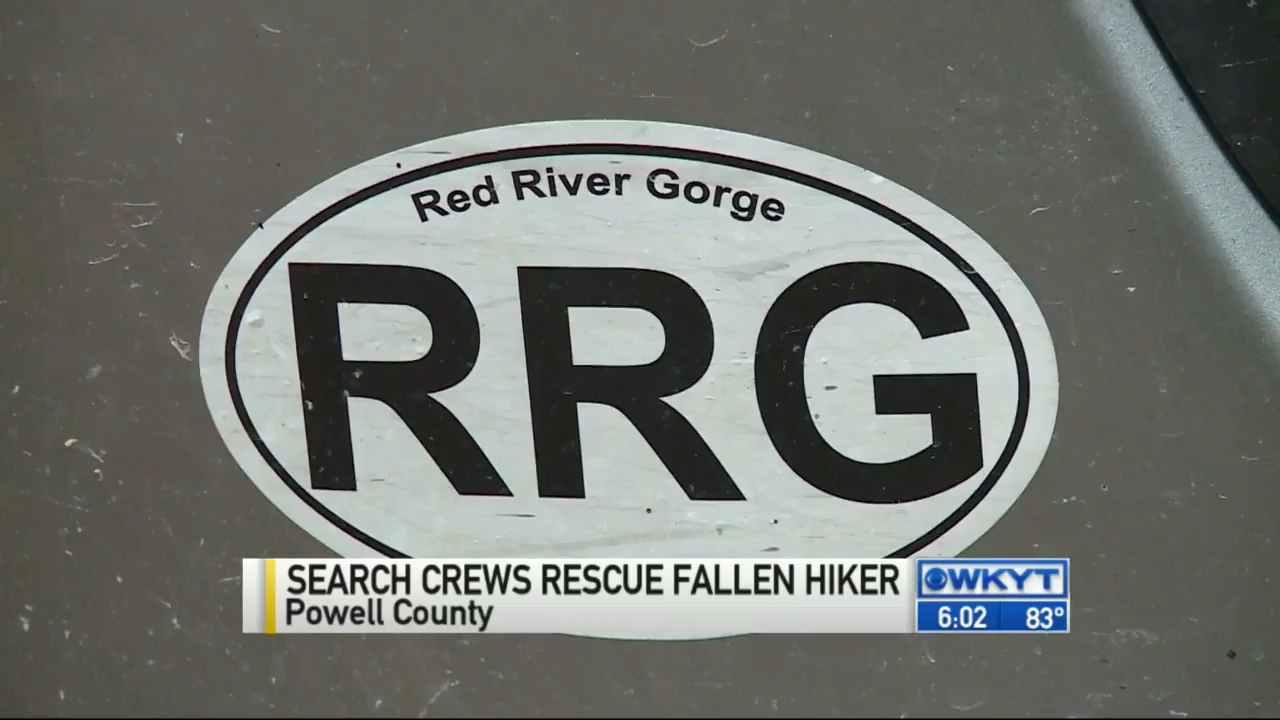 Red River Gorge
RRG
SEARCH CREWS RESCUE FALLEN HIKER
Powell County
WKYT
6:02 83°